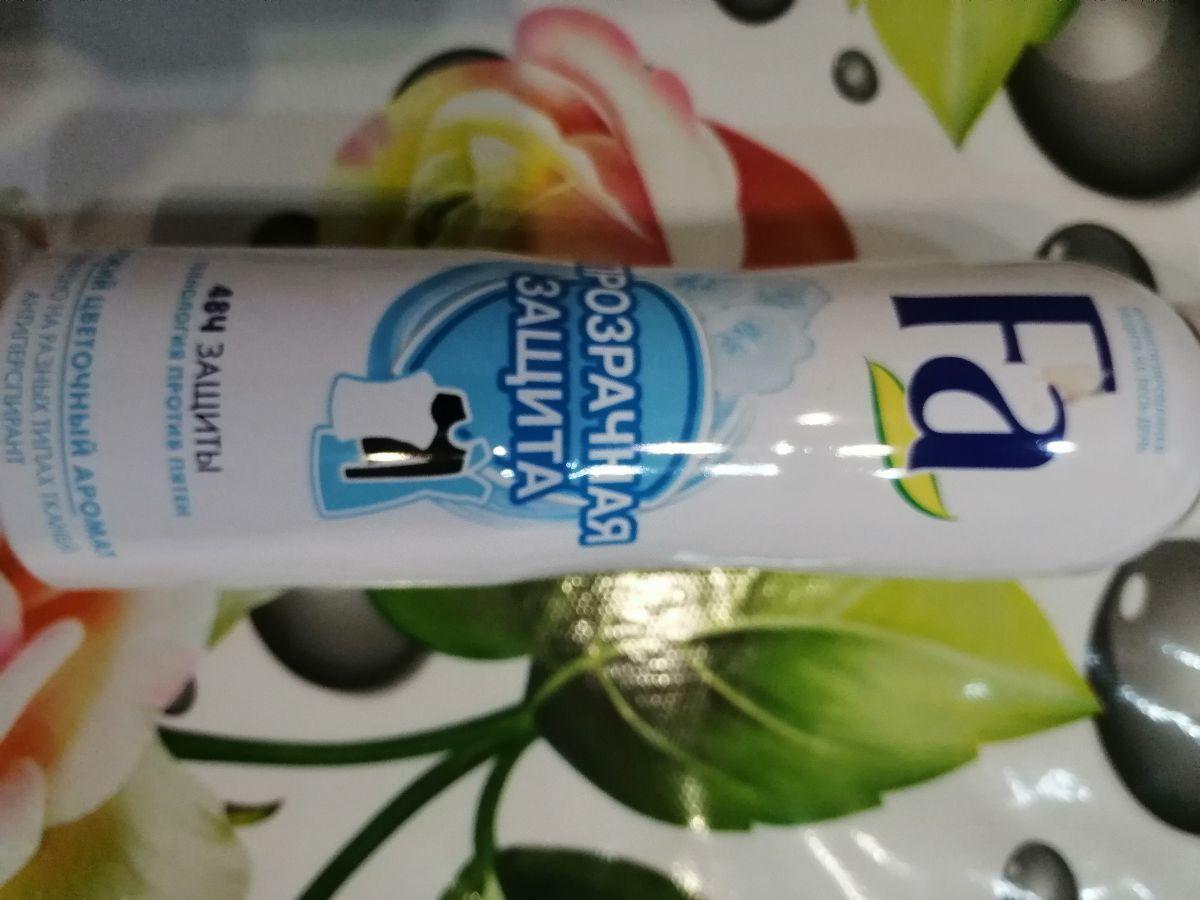 Fa
ПРОЗРАЧНАЯ
ЗАЩИТА
48Ч ЗАЩИТЫ
ТЕХНОЛОГИЯ ПРОТИВ ПЯТЕН
ЦВЕТОЧНЫЙ АРОМАТ
НА РАЗНЫХ ТИПАХ ТКАНЕЙ
АНТИПЕРСПИРАНТ